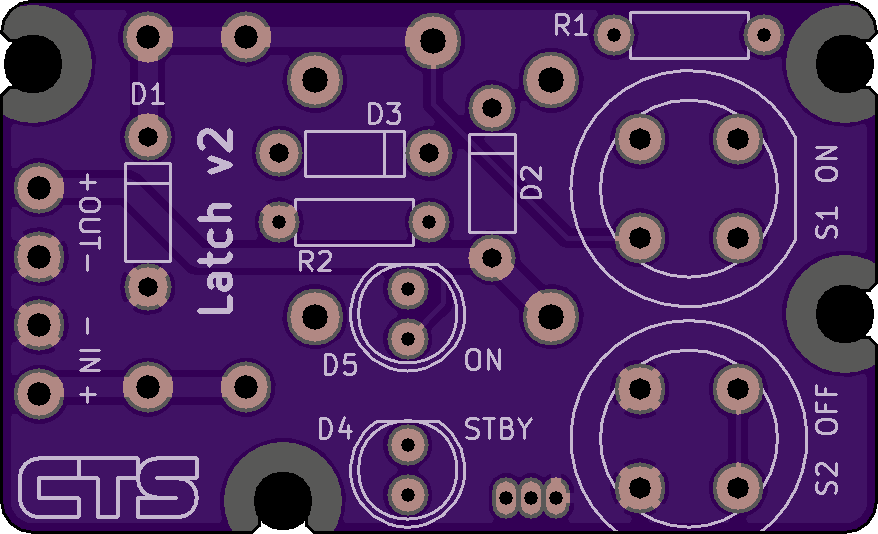 R1
D1
D3
Latch v2
D2
S1 ON
+OUT-
R2
D5
ON
- IN +
D4
STBY
S2 OFF
CTS